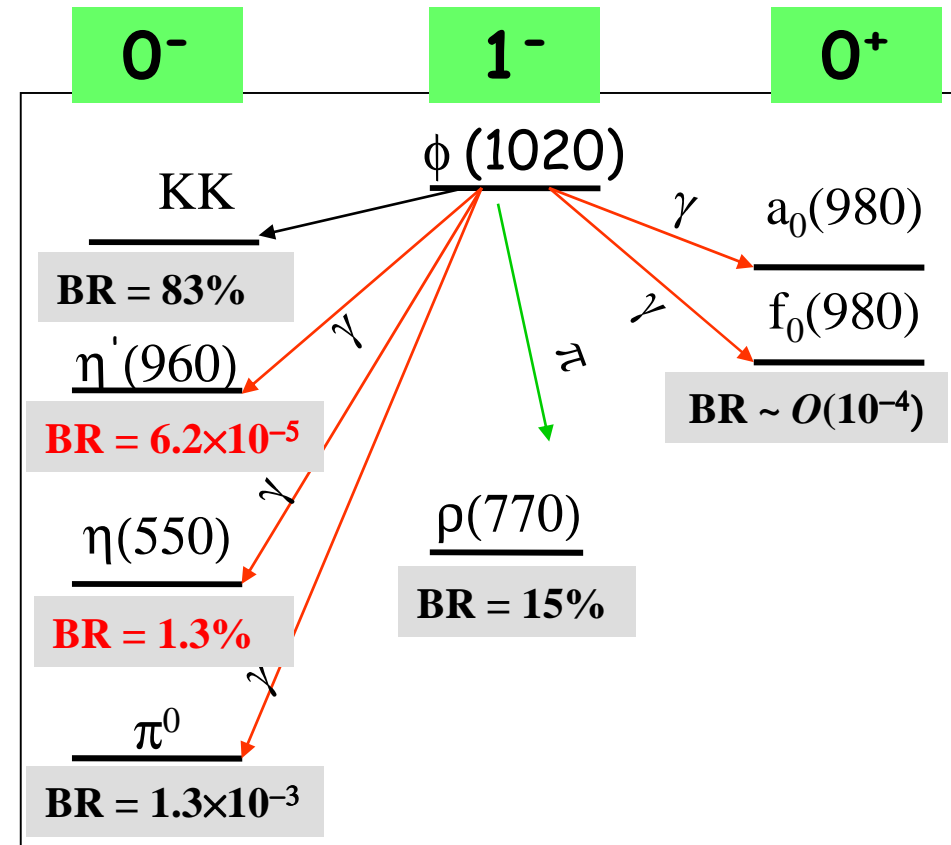 0⁻ 1⁻ 0⁺
ϕ (1020)
KK
BR = 83%
γ
γ
a₀(980)
f₀(980)
BR ~ O(10⁻⁴)
γ
η'(960)
BR = 6.2×10⁻⁵
π
γ
η(550)
BR = 1.3%
ρ(770)
BR = 15%
γ
π⁰
BR = 1.3×10⁻³